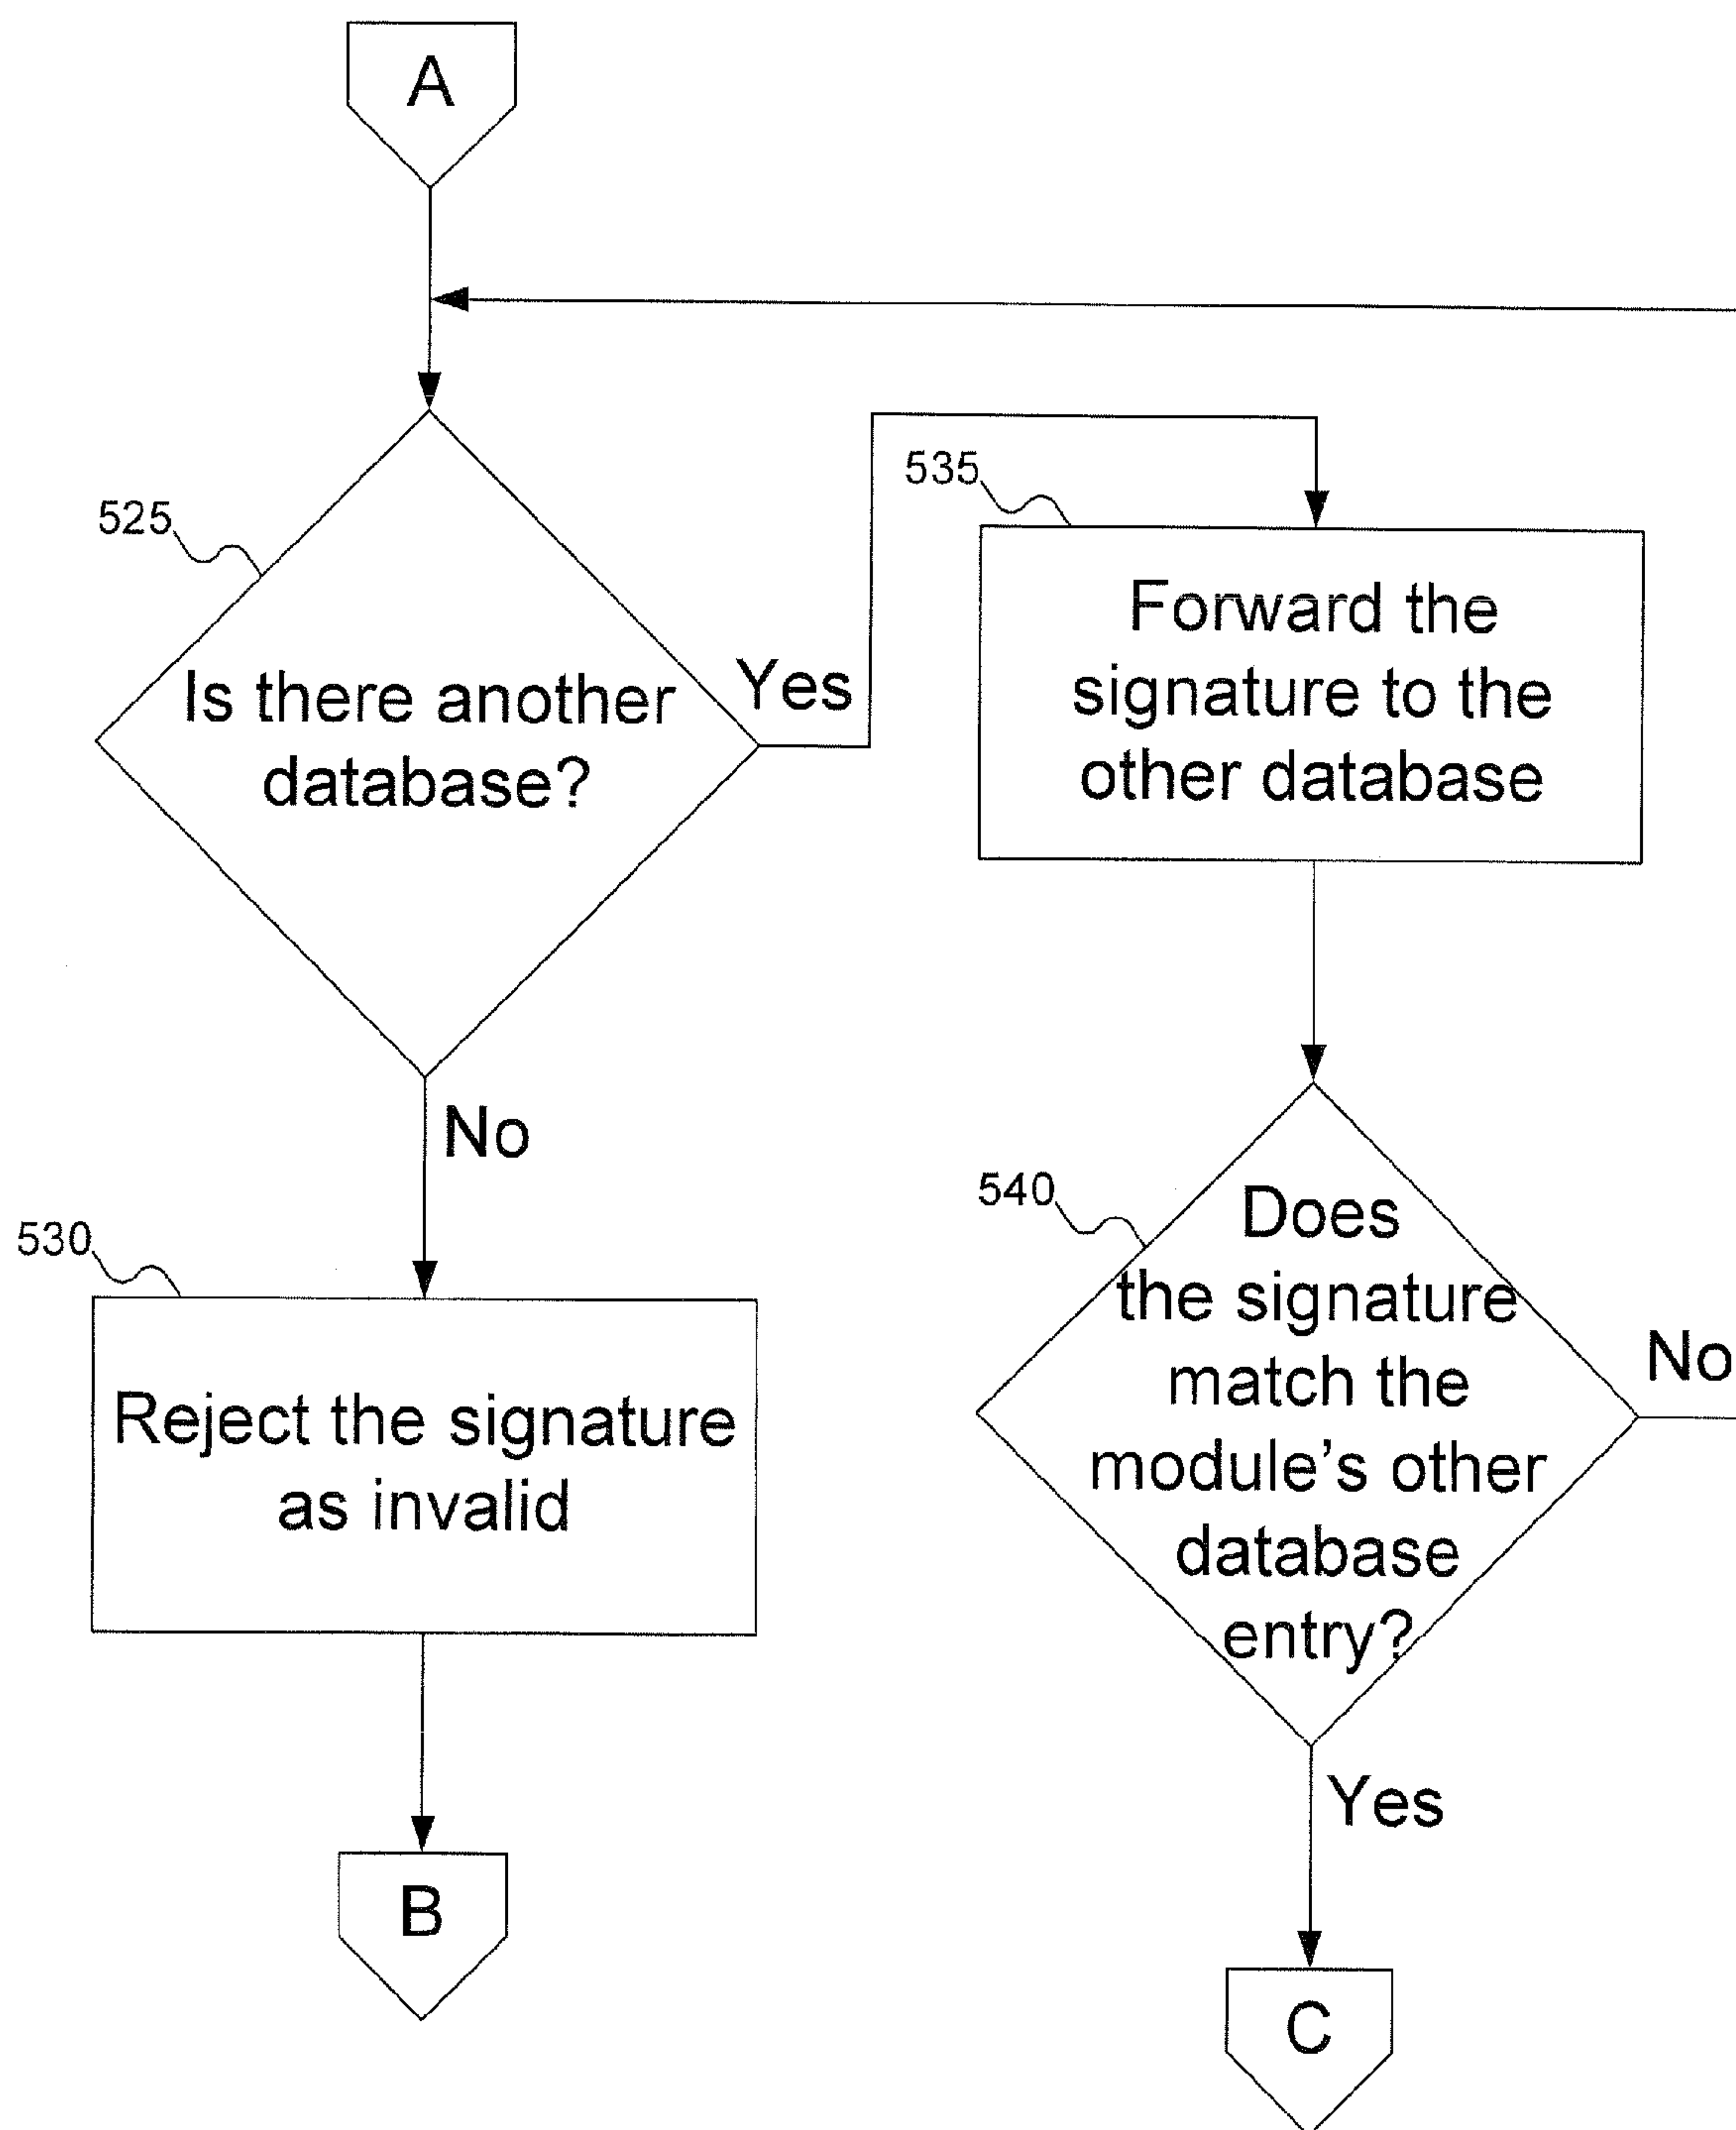 A
525
Is there another
database?
Yes
535
Forward the
signature to the
other database
No
530
Reject the signature
as invalid
B
540
Does
the signature
match the
module's other
database
entry?
No
Yes
C